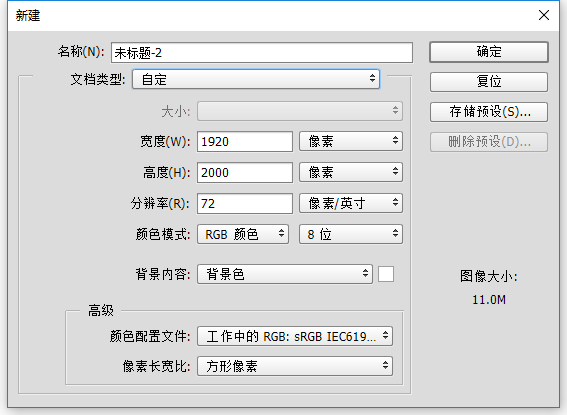 新建
名称(N): 未标题-2 确定
文档类型: 自定 复位
大小: 存储预设(S)...
宽度(W): 1920 像素 删除预设(D)...
高度(H): 2000 像素
分辨率(R): 72 像素/英寸
颜色模式: RGB 颜色 8 位
背景内容: 背景色 图像大小:
11.0M
高级
颜色配置文件: 工作中的 RGB: sRGB IEC619...
像素长宽比: 方形像素